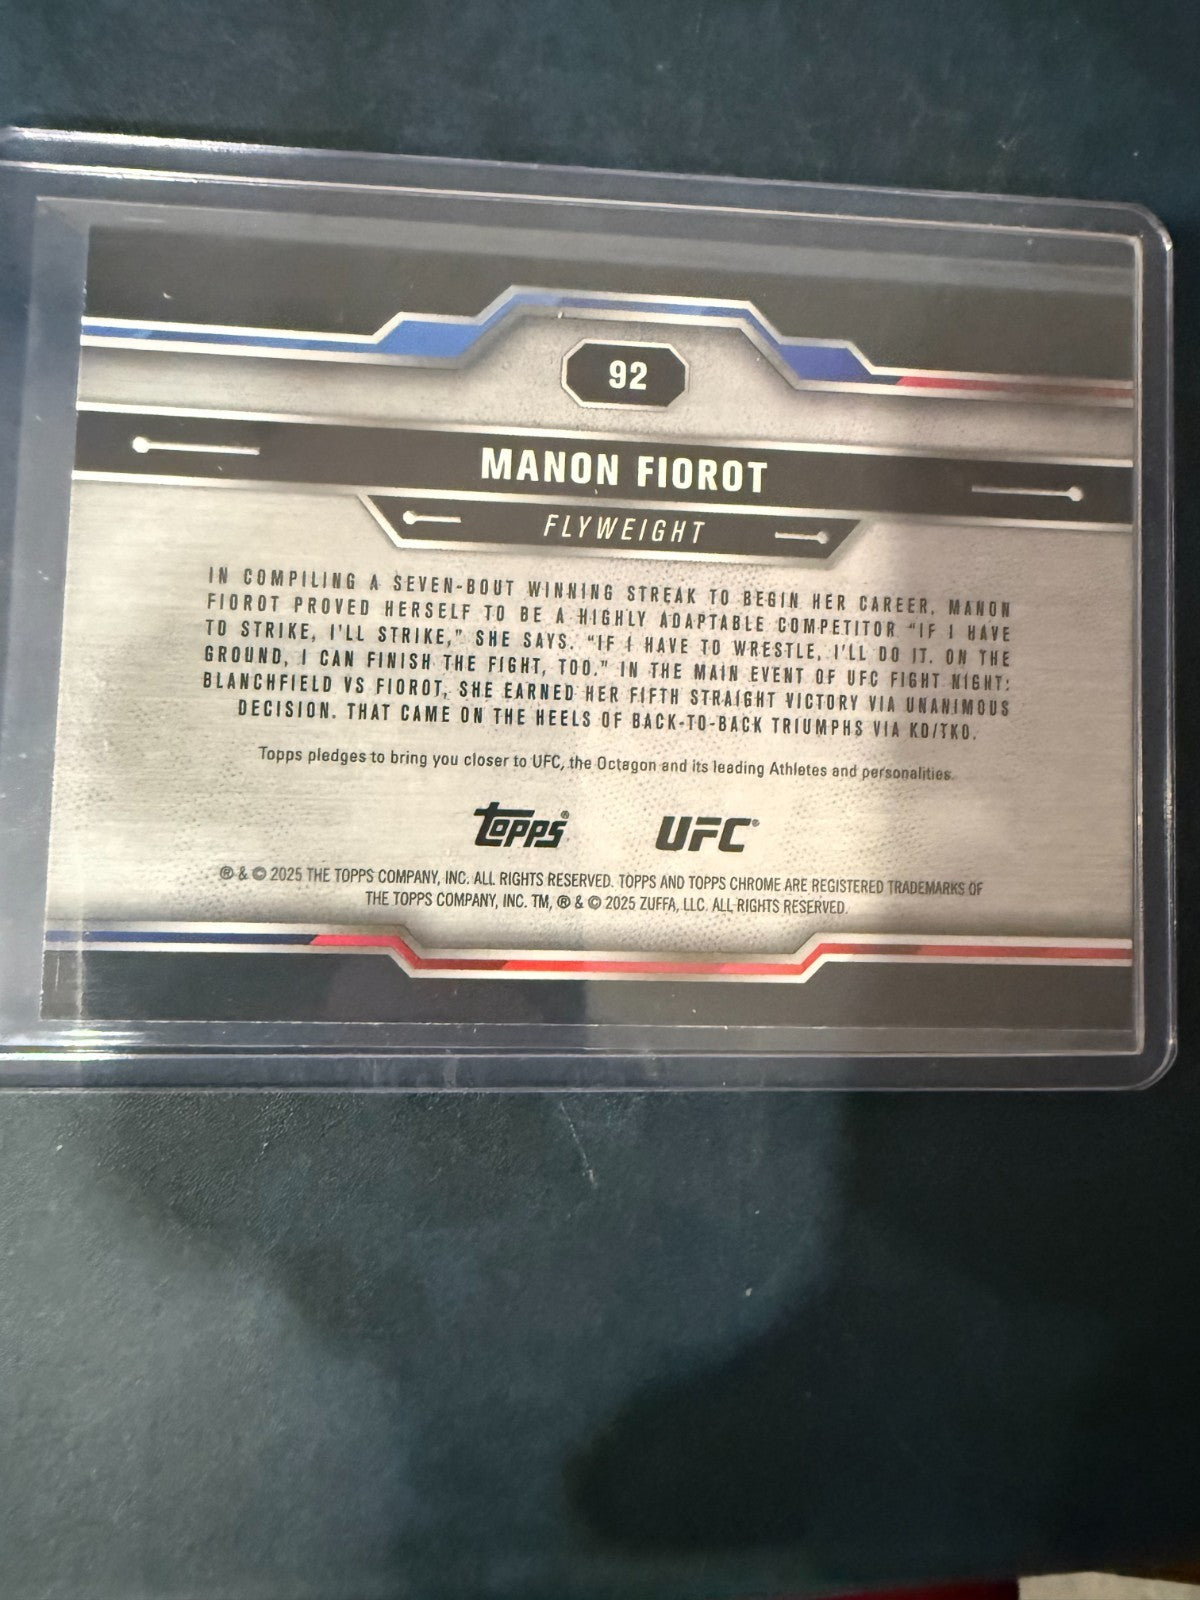 92
MANON FIOROT
FLYWEIGHT
IN COMPILING A SEVEN-BOUT WINNING STREAK TO BEGIN HER CAREER, MANON
FIOROT PROVED HERSELF TO BE A HIGHLY ADAPTABLE COMPETITOR "IF I HAVE
TO STRIKE, I'LL STRIKE," SHE SAYS. "IF I HAVE TO WRESTLE, I'LL DO IT. ON THE
GROUND, I CAN FINISH THE FIGHT, TOO." IN THE MAIN EVENT OF UFC FIGHT NIGHT:
BLANCHFIELD VS FIOROT, SHE EARNED HER FIFTH STRAIGHT VICTORY VIA UNANIMOUS
DECISION. THAT CAME ON THE HEELS OF BACK-TO-BACK TRIUMPHS VIA KO/TKO.
Topps pledges to bring you closer to UFC, the Octagon and its leading Athletes and personalities.
Topps® UFC®
® & © 2025 THE TOPPS COMPANY, INC. ALL RIGHTS RESERVED. TOPPS AND TOPPS CHROME ARE REGISTERED TRADEMARKS OF
THE TOPPS COMPANY, INC. TM, ® & © 2025 ZUFFA, LLC. ALL RIGHTS RESERVED.